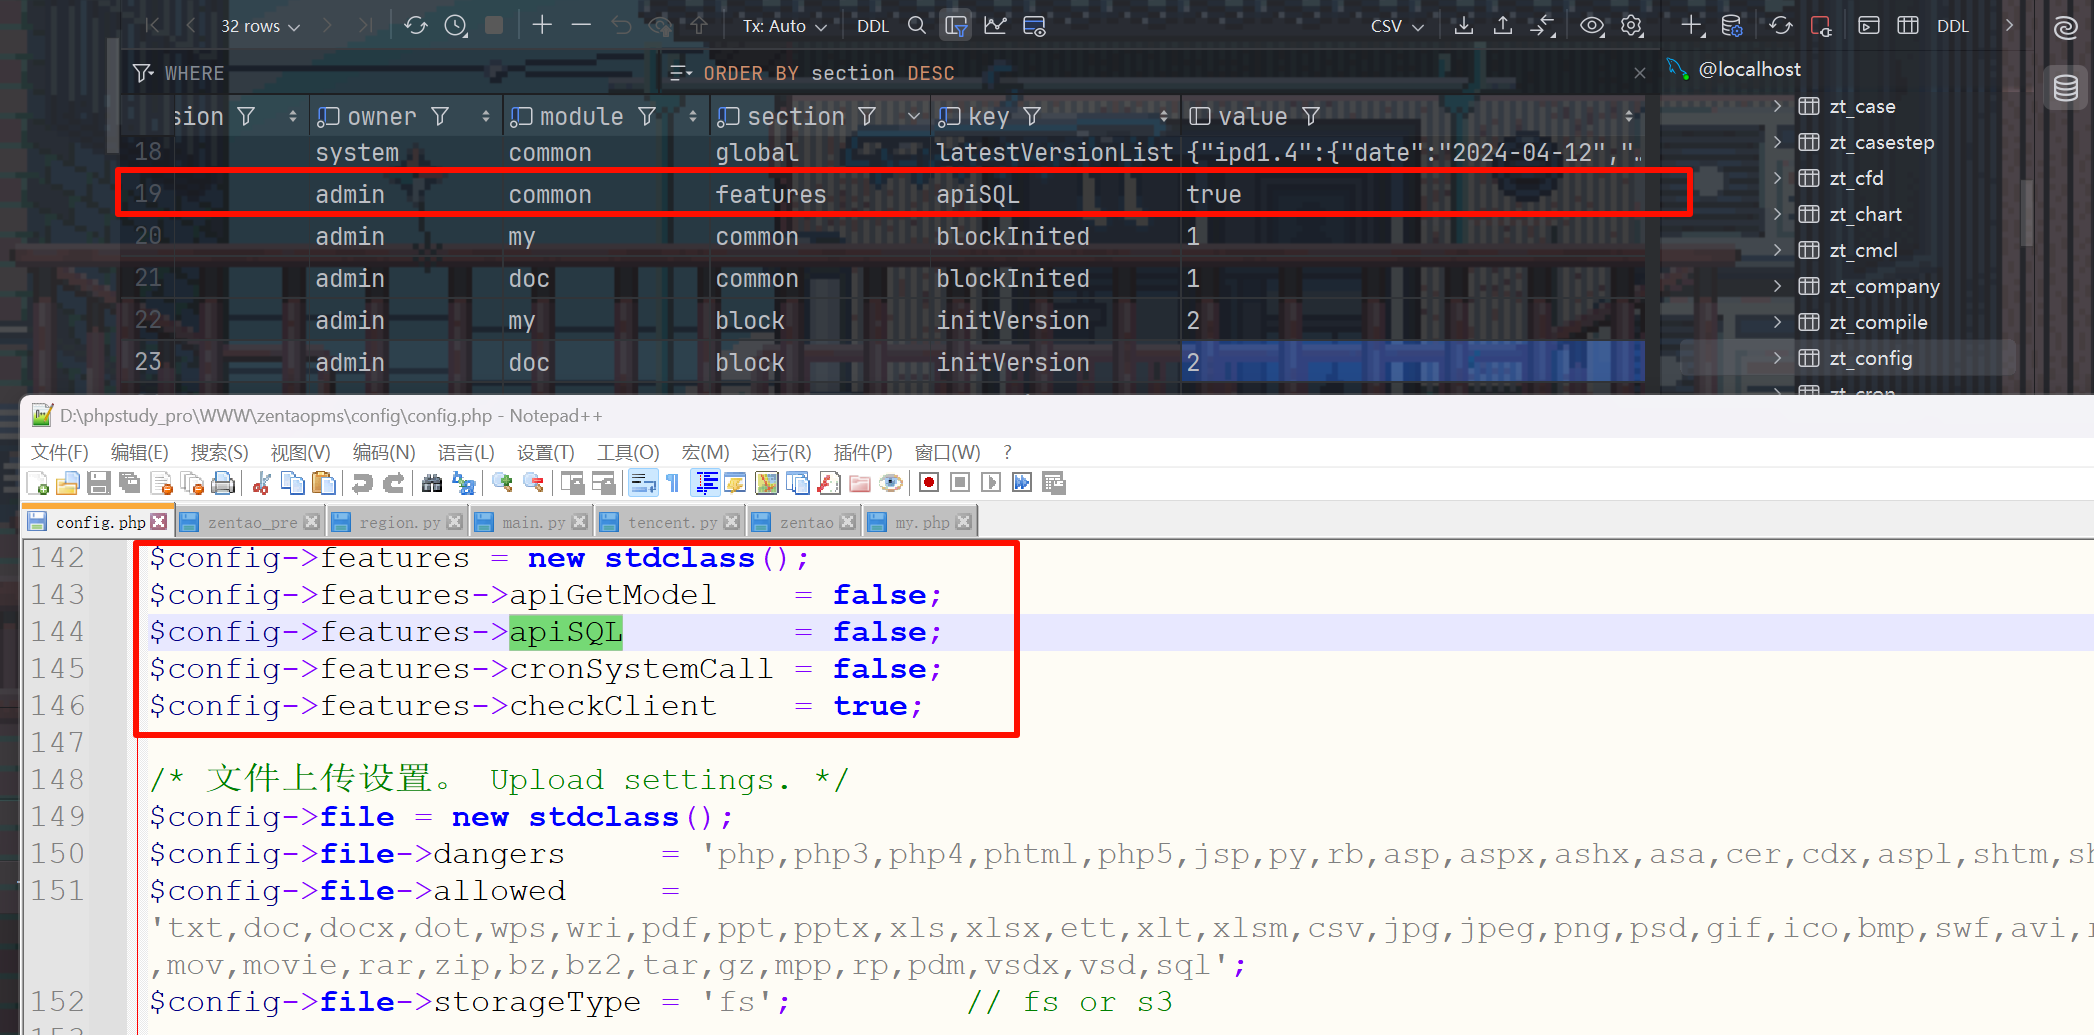 32 rows Tx: Auto DDL CSV DDL
WHERE ORDER BY section DESC
@localhost
sion owner module section key value
18 system common global latestVersionList {"ipd1.4":{"date":"2024-04-12","…
19 admin common features apiSQL true
20 admin my common blockInited 1
21 admin doc common blockInited 1
22 admin my block initVersion 2
23 admin doc block initVersion 2
zt_case
zt_casestep
zt_cfd
zt_chart
zt_cmcl
zt_company
zt_compile
zt_config
zt_cron
D:\phpstudy_pro\WWW\zentaopms\config\config.php - Notepad++
文件(F) 编辑(E) 搜索(S) 视图(V) 编码(N) 语言(L) 设置(T) 工具(O) 宏(M) 运行(R) 插件(P) 窗口(W) ?
config.php zentao_pre region.py main.py tencent.py zentao my.php
142 $config->features = new stdclass();
143 $config->features->apiGetModel = false;
144 $config->features->apiSQL = false;
145 $config->features->cronSystemCall = false;
146 $config->features->checkClient = true;
147
148 /* 文件上传设置。 Upload settings. */
149 $config->file = new stdclass();
150 $config->file->dangers = 'php,php3,php4,phtml,php5,jsp,py,rb,asp,aspx,ashx,asa,cer,cdx,aspl,shtm,sh
151 $config->file->allowed =
'txt,doc,docx,dot,wps,wri,pdf,ppt,pptx,xls,xlsx,ett,xlt,xlsm,csv,jpg,jpeg,png,psd,gif,ico,bmp,swf,avi,
,mov,movie,rar,zip,bz,bz2,tar,gz,mpp,rp,pdm,vsdx,vsd,sql';
152 $config->file->storageType = 'fs'; // fs or s3